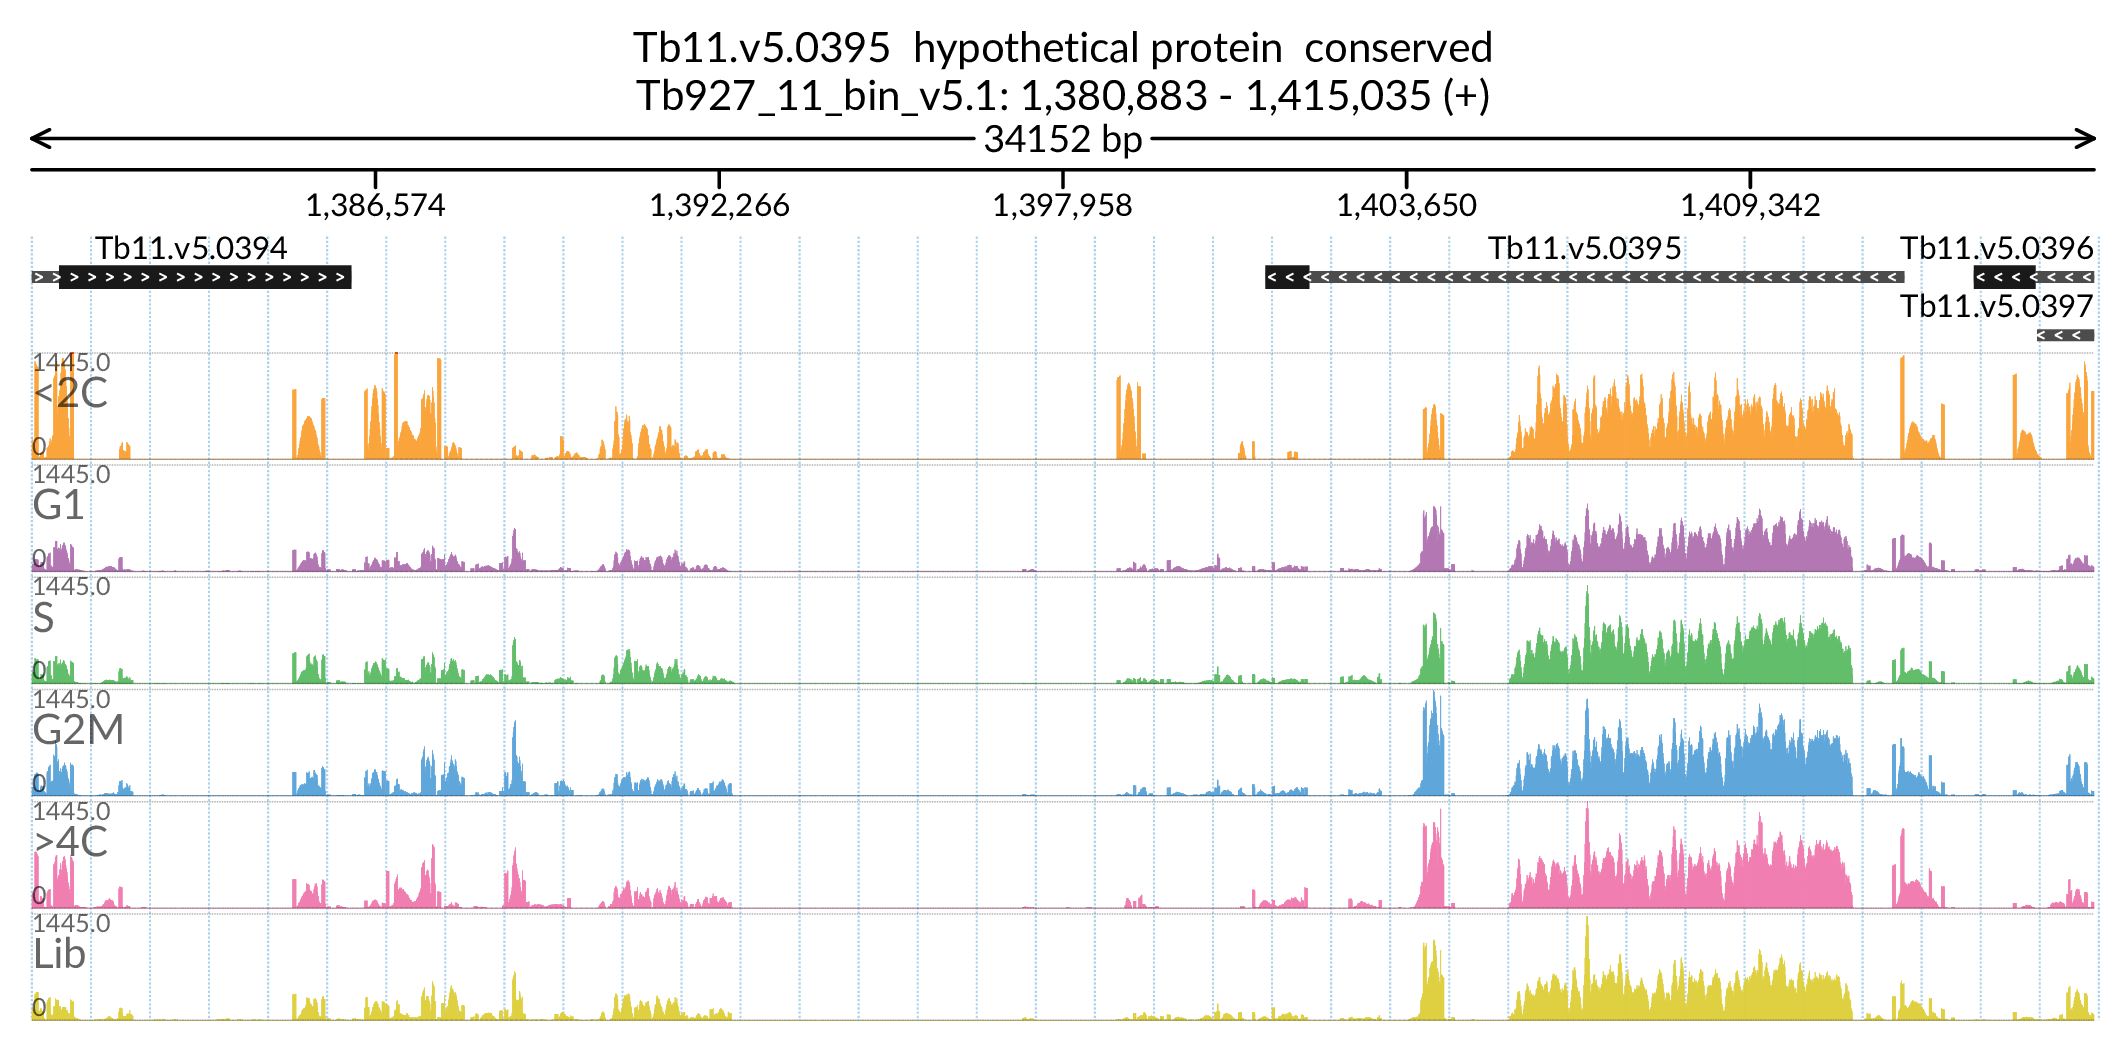 Tb11.v5.0395  hypothetical protein  conserved
Tb927_11_bin_v5.1: 1,380,883 - 1,415,035 (+)
34152 bp
1,386,574 1,392,266 1,397,958 1,403,650 1,409,342
Tb11.v5.0394 Tb11.v5.0395 Tb11.v5.0396
Tb11.v5.0397
1445.0
<2C
0
1445.0
G1
0
1445.0
S
0
1445.0
G2M
0
1445.0
>4C
0
1445.0
Lib
0